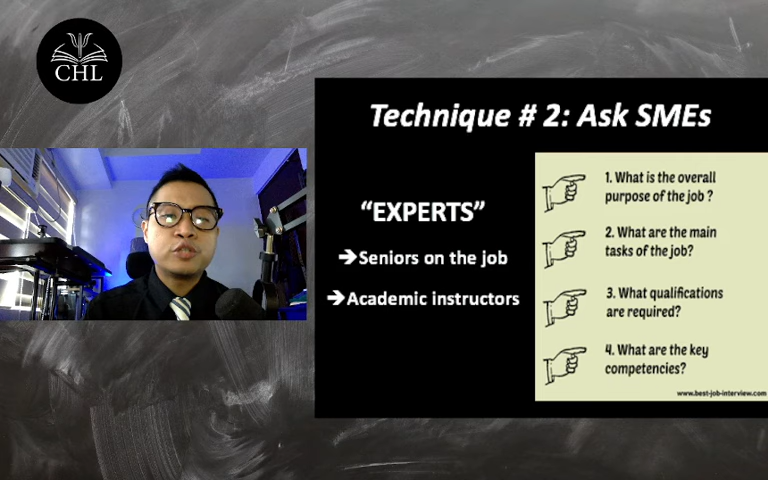 CHL
Technique # 2: Ask SMEs
“EXPERTS”
➔Seniors on the job
➔Academic instructors
1. What is the overall
purpose of the job ?
2. What are the main
tasks of the job?
3. What qualifications
are required?
4. What are the key
competencies?
www.best-job-interview.com